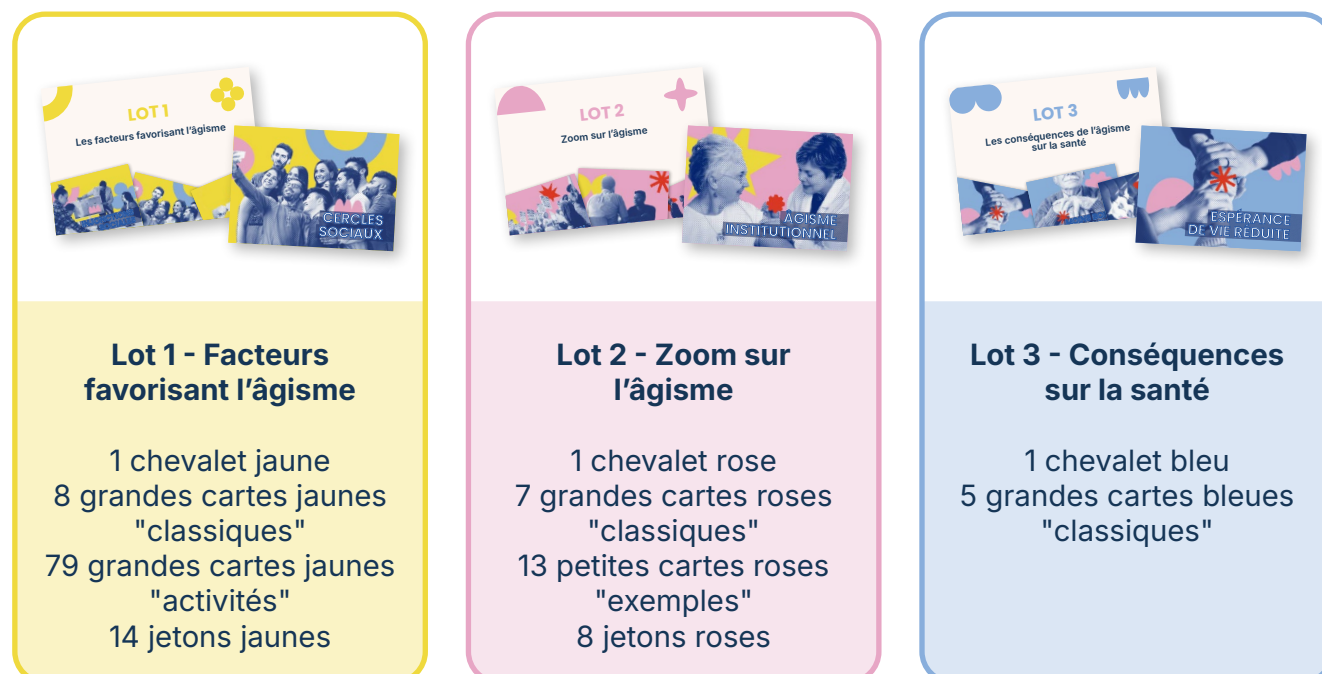 LOT 1
Les facteurs favorisant l'âgisme
CERCLES
SOCIAUX
Lot 1 - Facteurs
favorisant l’âgisme
1 chevalet jaune
8 grandes cartes jaunes
"classiques"
79 grandes cartes jaunes
"activités"
14 jetons jaunes
LOT 2
Zoom sur l'âgisme
ÂGISME
INSTITUTIONNEL
Lot 2 - Zoom sur
l’âgisme
1 chevalet rose
7 grandes cartes roses
"classiques"
13 petites cartes roses
"exemples"
8 jetons roses
LOT 3
Les conséquences de l'âgisme
sur la santé
ESPÉRANCE
DE VIE RÉDUITE
Lot 3 - Conséquences
sur la santé
1 chevalet bleu
5 grandes cartes bleues
"classiques"